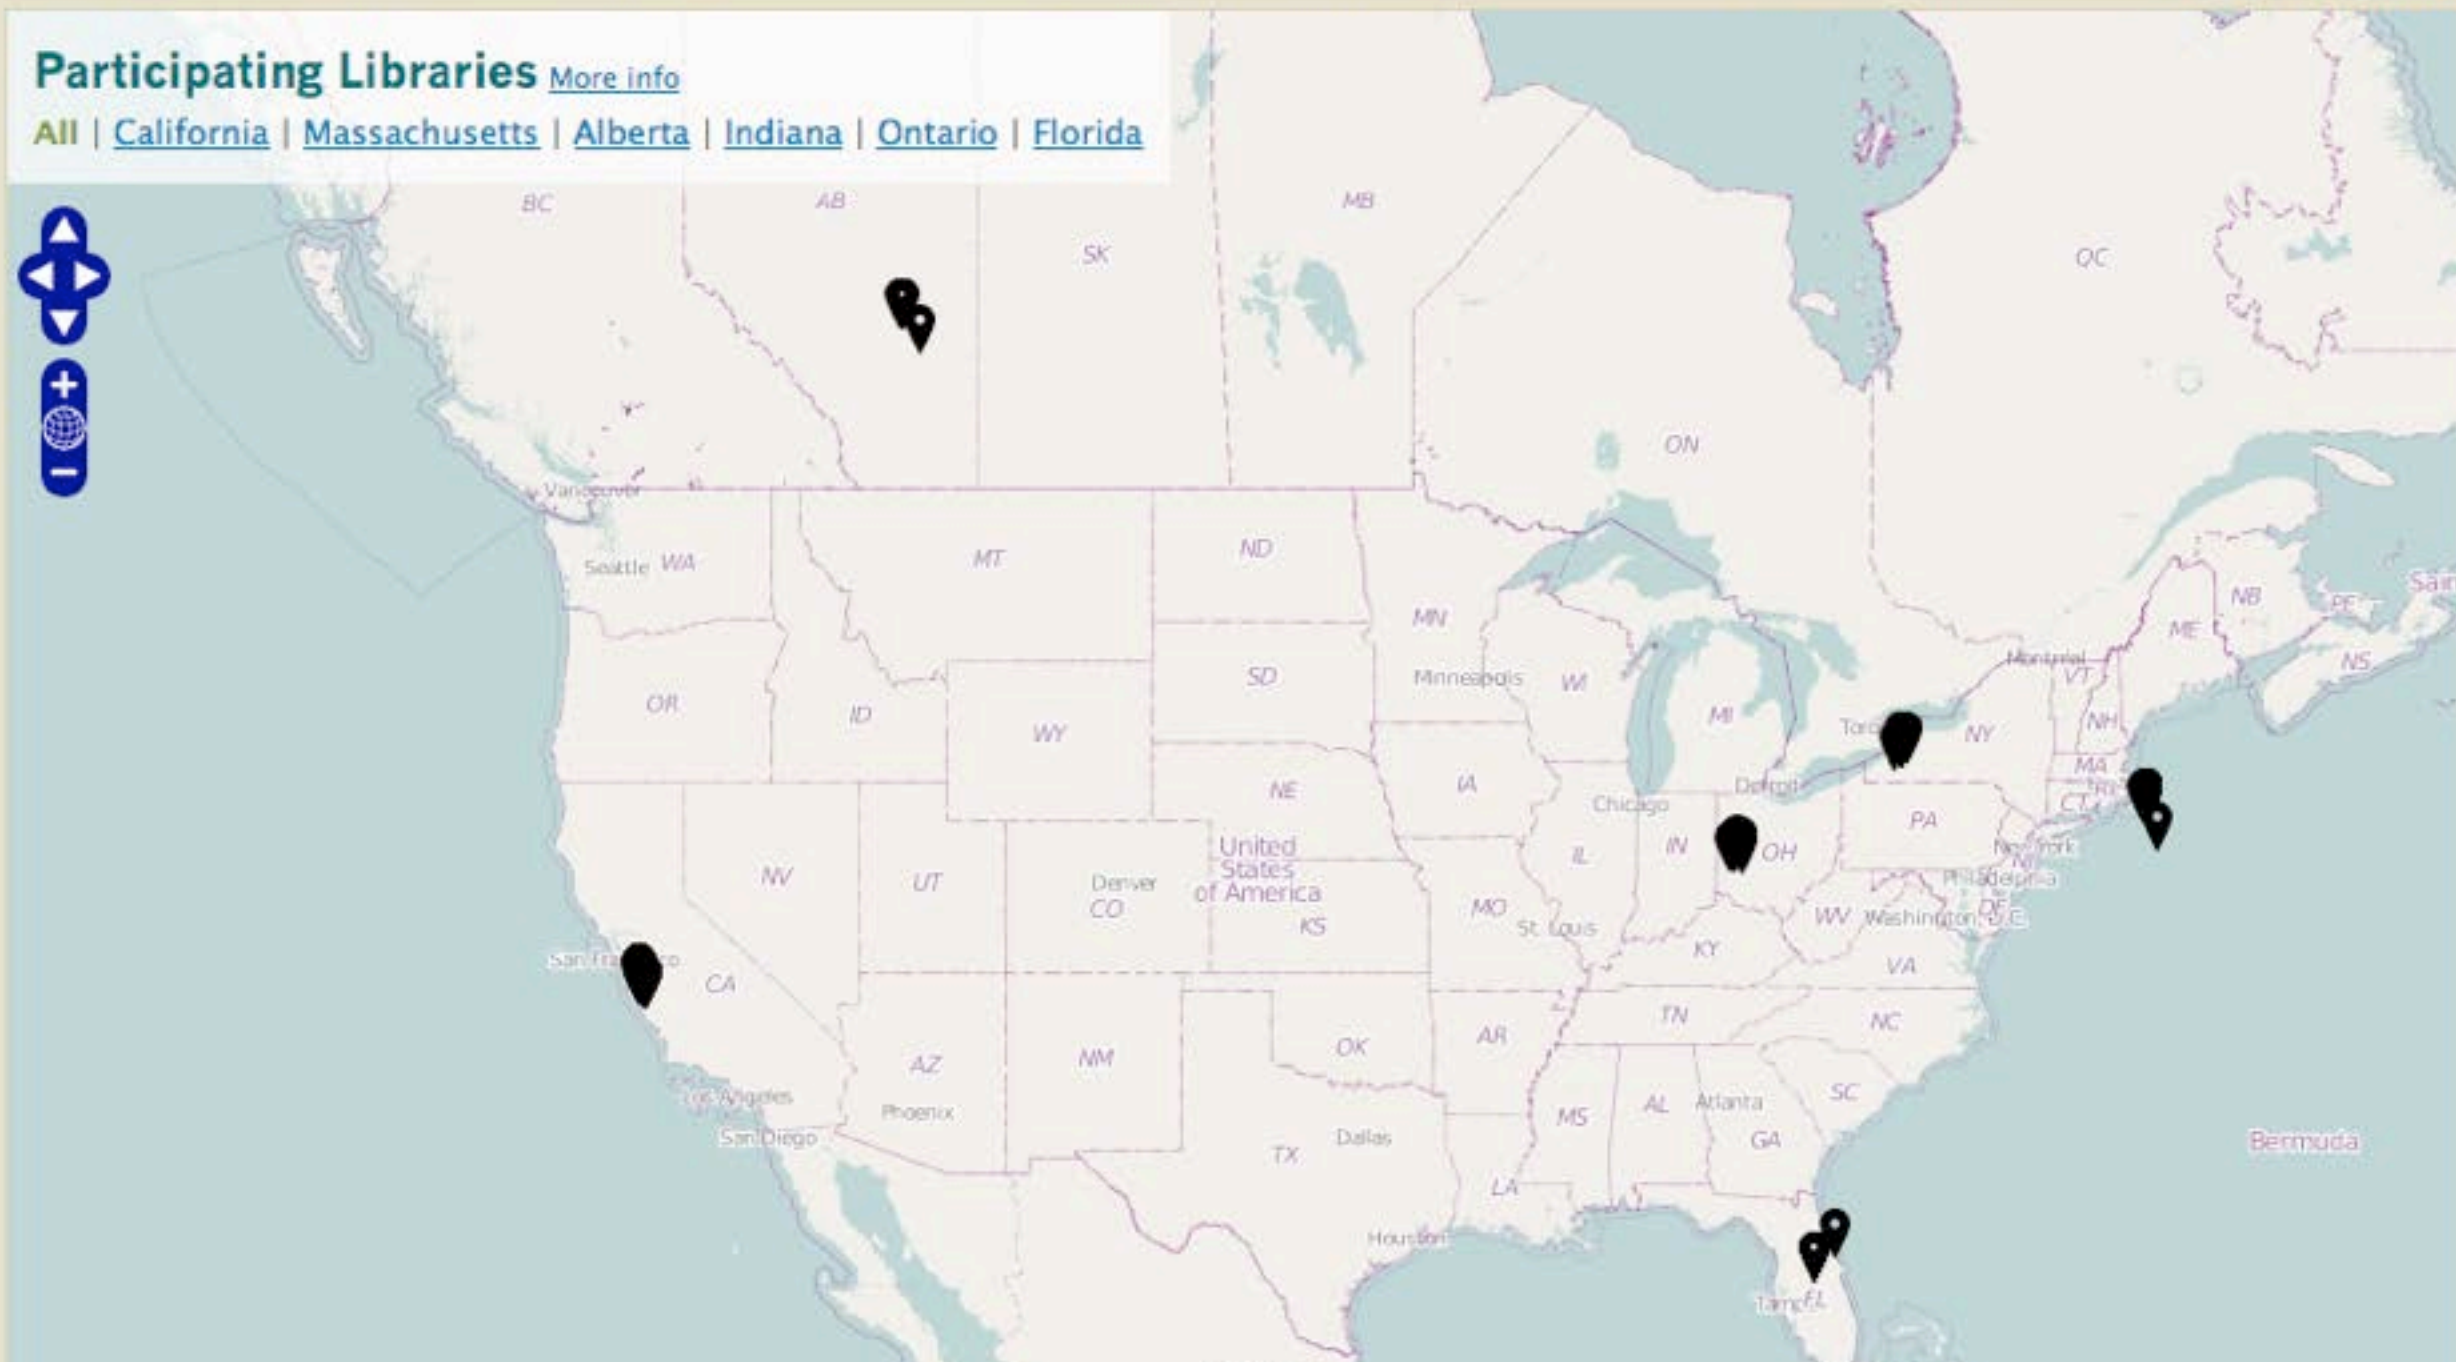 Participating Libraries More info
All | California | Massachusetts | Alberta | Indiana | Ontario | Florida
BC
AB
MB
SK
QC
ON
Vancouver
Seattle WA
MT
ND
MN
NB
PE
ME
NS
Montreal
VT
OR
ID
WY
SD
Minneapolis
WI
MI
NH
NY
MA
RI
CT
NE
IA
Detroit
Chicago
PA
NV
UT
Denver
CO
United
States
of America
KS
MO
St. Louis
IL
IN
OH
New York
NJ
Philadelphia
DE
WV
Washington, D.C.
KY
VA
CA
AZ
NM
OK
AR
TN
NC
Los Angeles
San Diego
Phoenix
TX
Dallas
MS
AL
Atlanta
GA
SC
Bermuda
LA
Houston
FL